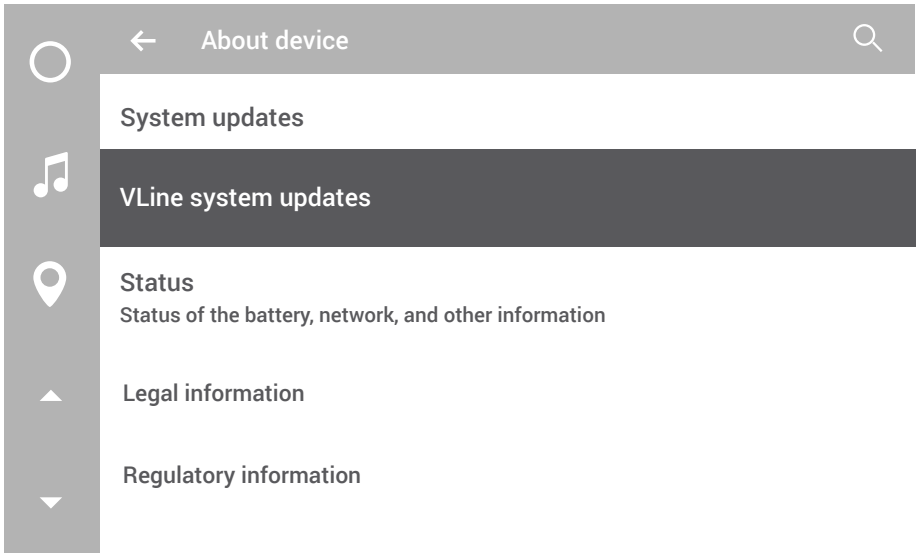 About device
System updates
VLine system updates
Status
Status of the battery, network, and other information
Legal information
Regulatory information